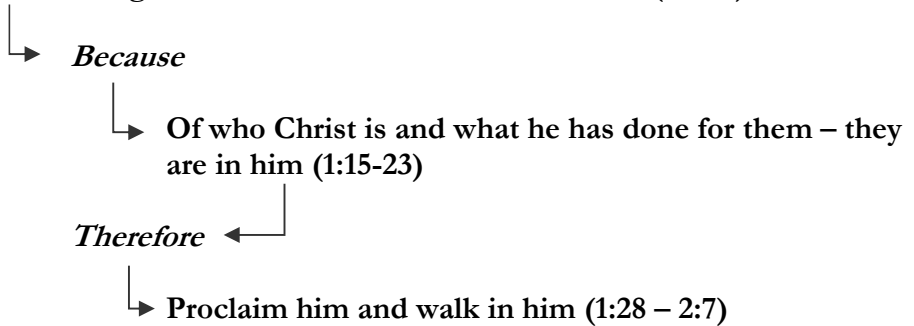 Because
Of who Christ is and what he has done for them – they
are in him (1:15-23)
Therefore
Proclaim him and walk in him (1:28 – 2:7)